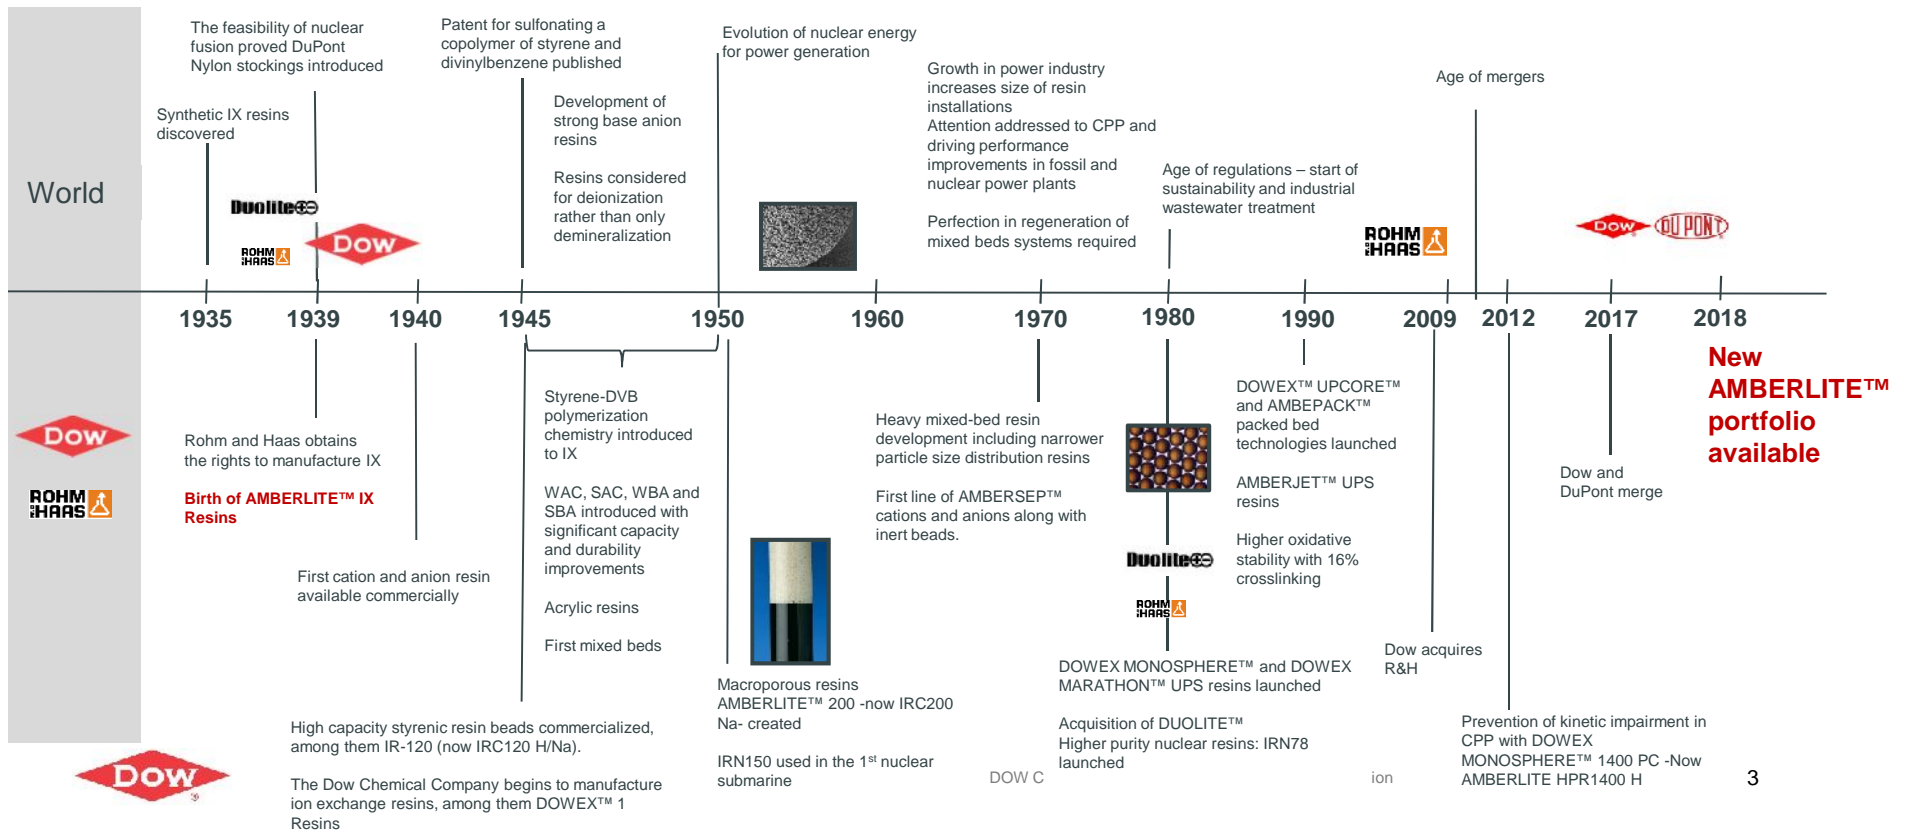 The feasibility of nuclear
fusion proved DuPont
Nylon stockings introduced
Patent for sulfonating a
copolymer of styrene and
divinylbenzene published
Evolution of nuclear energy
for power generation
Growth in power industry
increases size of resin
installations
Attention addressed to CPP and
driving performance
improvements in fossil and
nuclear power plants
Perfection in regeneration of
mixed beds systems required
Age of mergers
Synthetic IX resins
discovered
Development of
strong base anion
resins
Resins considered
for deionization
rather than only
demineralization
Age of regulations – start of
sustainability and industrial
wastewater treatment
World
Duolite
ROHM
AND HAAS
DOW
ROHM
AND HAAS
DOW
DU PONT
1935
1939
1940
1945
1950
1960
1970
1980
1990
2009
2012
2017
2018
New
AMBERLITE™
portfolio
available
DOW
ROHM
AND HAAS
Rohm and Haas obtains
the rights to manufacture IX
Birth of AMBERLITE™ IX
Resins
First cation and anion resin
available commercially
Styrene-DVB
polymerization
chemistry introduced
to IX
WAC, SAC, WBA and
SBA introduced with
significant capacity
and durability
improvements
Acrylic resins
First mixed beds
Heavy mixed-bed resin
development including narrower
particle size distribution resins
First line of AMBERSEP™
cations and anions along with
inert beads.
DOWEX™ UPCORE™
and AMBEPACK™
packed bed
technologies launched
AMBERJET™ UPS
resins
Higher oxidative
stability with 16%
crosslinking
Duolite
ROHM
AND HAAS
Dow and
DuPont merge
Dow acquires
R&H
DOWEX MONOSPHERE™ and DOWEX
MARATHON™ UPS resins launched
Acquisition of DUOLITE™
Higher purity nuclear resins: IRN78
launched
Macroporous resins
AMBERLITE™ 200 -now IRC200
Na- created
IRN150 used in the 1st nuclear
submarine
High capacity styrenic resin beads commercialized,
among them IR-120 (now IRC120 H/Na).
The Dow Chemical Company begins to manufacture
ion exchange resins, among them DOWEX™ 1
Resins
Prevention of kinetic impairment in
CPP with DOWEX
MONOSPHERE™ 1400 PC -Now
AMBERLITE HPR1400 H
DOW
DOW C
ion
3